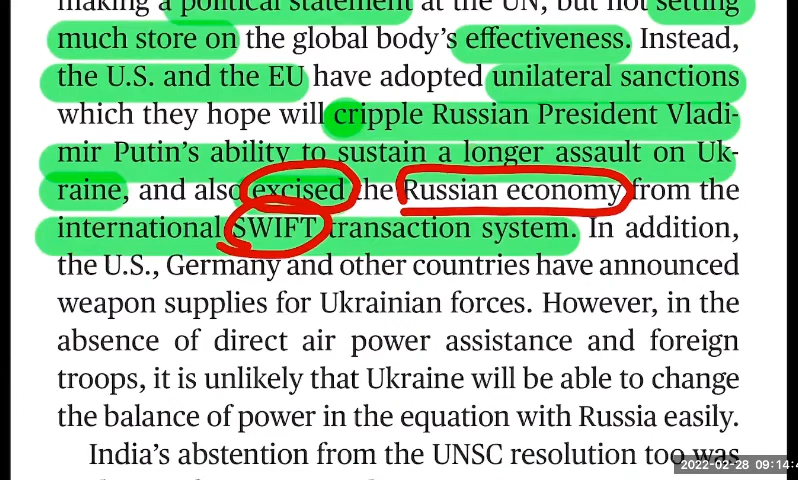 making a political statement at the UN, but not setting
much store on the global body's effectiveness. Instead,
the U.S. and the EU have adopted unilateral sanctions
which they hope will cripple Russian President Vladi-
mir Putin's ability to sustain a longer assault on Uk-
raine, and also excised the Russian economy from the
international SWIFT transaction system. In addition,
the U.S., Germany and other countries have announced
weapon supplies for Ukrainian forces. However, in the
absence of direct air power assistance and foreign
troops, it is unlikely that Ukraine will be able to change
the balance of power in the equation with Russia easily.
India's abstention from the UNSC resolution too was
2022-02-28 09:14:4